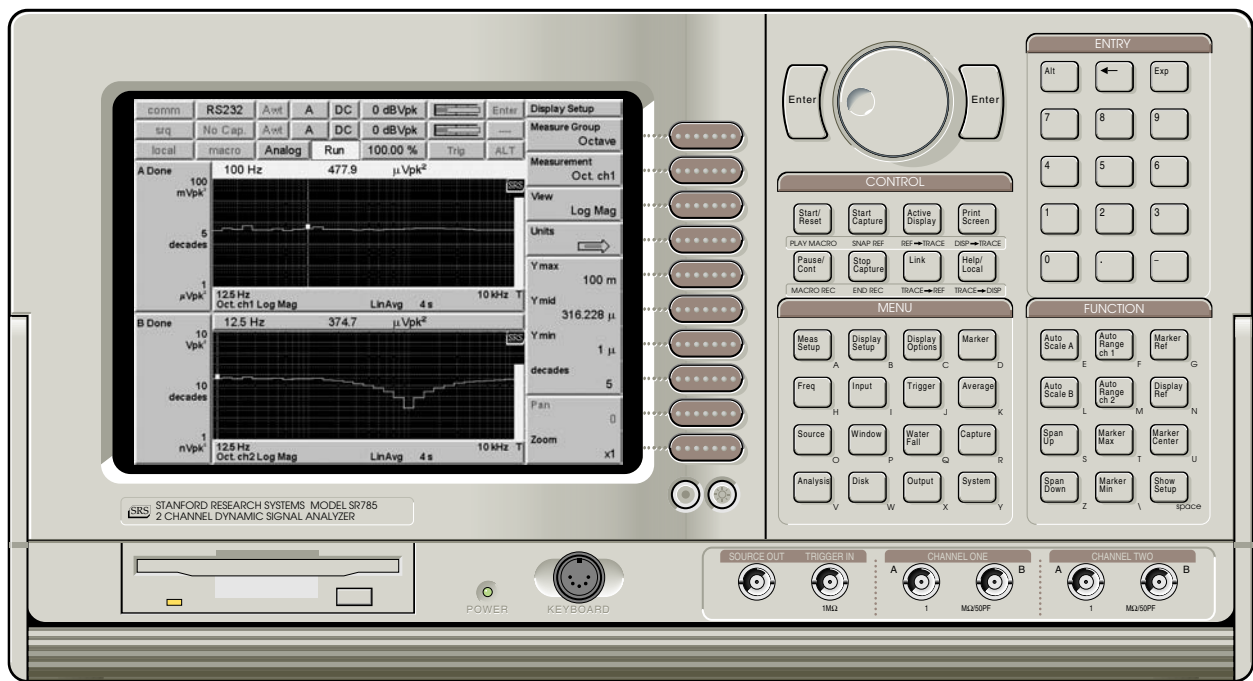 comm RS232 Awt A DC 0 dBVpk Enter Display Setup
srq No Cap. Awt A DC 0 dBVpk ---- Measure Group
Octave
local macro Analog Run 100.00 % Trig ALT
Measurement
Oct. ch1
View
Log Mag
Units
Ymax
100 m
Ymid
316.228 µ
Ymin
1 µ
decades
5
Pan
0
Zoom
x1
A Done 100 Hz 477.9 µVpk²
100
mVpk²
SRS
5
decades
1
µVpk²
12.5 Hz 10 kHz T
Oct. ch1 Log Mag LinAvg 4 s
B Done 12.5 Hz 374.7 µVpk²
10
Vpk²
SRS
10
decades
1
nVpk²
12.5 Hz 10 kHz T
Oct. ch2 Log Mag LinAvg 4 s
SRS STANFORD RESEARCH SYSTEMS MODEL SR785
2 CHANNEL DYNAMIC SIGNAL ANALYZER
Enter Enter
ENTRY
Alt ← Exp
7 8 9
4 5 6
1 2 3
0 . –
CONTROL
Start/ Start Active Print
Reset Capture Display Screen
PLAY MACRO SNAP REF REF→TRACE DISP→TRACE
Pause/ Stop Link Help/
Cont Capture Local
MACRO REC END REC TRACE→REF TRACE→DISP
MENU
Meas Display Display Marker
Setup Setup Options
A B C D
Freq Input Trigger Average
H I J K
Source Window Water Capture
Fall
O P Q R
Analysis Disk Output System
V W X Y
FUNCTION
Auto Auto Marker
Scale A Range Ref
ch 1
E F G
Auto Auto Display
Scale B Range Ref
ch 2
L M N
Span Marker Marker
Up Max Center
S T U
Span Marker Show
Down Min Setup
Z \ space
POWER
KEYBOARD
SOURCE OUT TRIGGER IN CHANNEL ONE CHANNEL TWO
A B A B
1MΩ 1 MΩ/50PF 1 MΩ/50PF